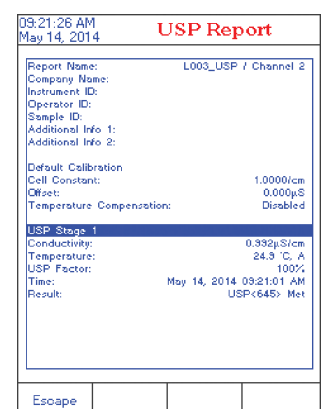 09:21:26 AM
May 14, 2014
USP Report
Report Name: L003_USP / Channel 2
Company Name:
Instrument ID:
Operator ID:
Sample ID:
Additional Info 1:
Additional Info 2:
Default Calibration
Cell Constant: 1.0000/cm
Offset: 0.000µS
Temperature Compensation: Disabled
USP Stage 1
Conductivity: 0.992µS/cm
Temperature: 24.9 °C, A
USP Factor: 100%
Time: May 14, 2014 09:21:01 AM
Result: USP<645> Met
Escape